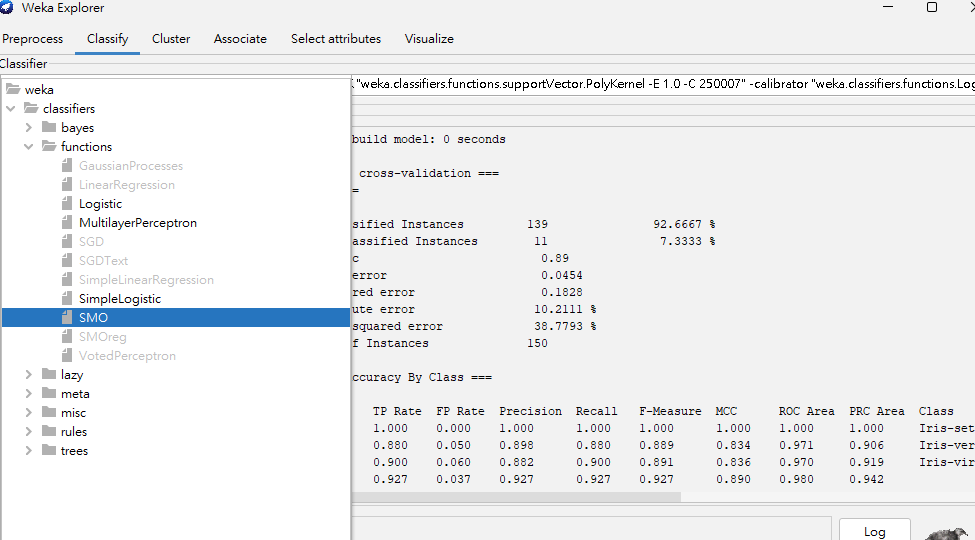 Weka Explorer
Preprocess Classify Cluster Associate Select attributes Visualize
Classifier
"weka.classifiers.functions.supportVector.PolyKernel -E 1.0 -C 250007" -calibrator "weka.classifiers.functions.Log
weka
classifiers
bayes
functions
GaussianProcesses
LinearRegression
Logistic
MultilayerPerceptron
SGD
SGDText
SimpleLinearRegression
SimpleLogistic
SMO
SMOreg
VotedPerceptron
lazy
meta
misc
rules
trees
build model: 0 seconds
cross-validation ===
=
sified Instances 139 92.6667 %
assified Instances 11 7.3333 %
c 0.89
error 0.0454
red error 0.1828
ute error 10.2111 %
squared error 38.7793 %
f Instances 150
ccuracy By Class ===
TP Rate FP Rate Precision Recall F-Measure MCC ROC Area PRC Area Class
1.000 0.000 1.000 1.000 1.000 1.000 1.000 1.000 Iris-set
0.880 0.050 0.898 0.880 0.889 0.834 0.971 0.906 Iris-ver
0.900 0.060 0.882 0.900 0.891 0.836 0.970 0.919 Iris-vir
0.927 0.037 0.927 0.927 0.927 0.890 0.980 0.942
Log